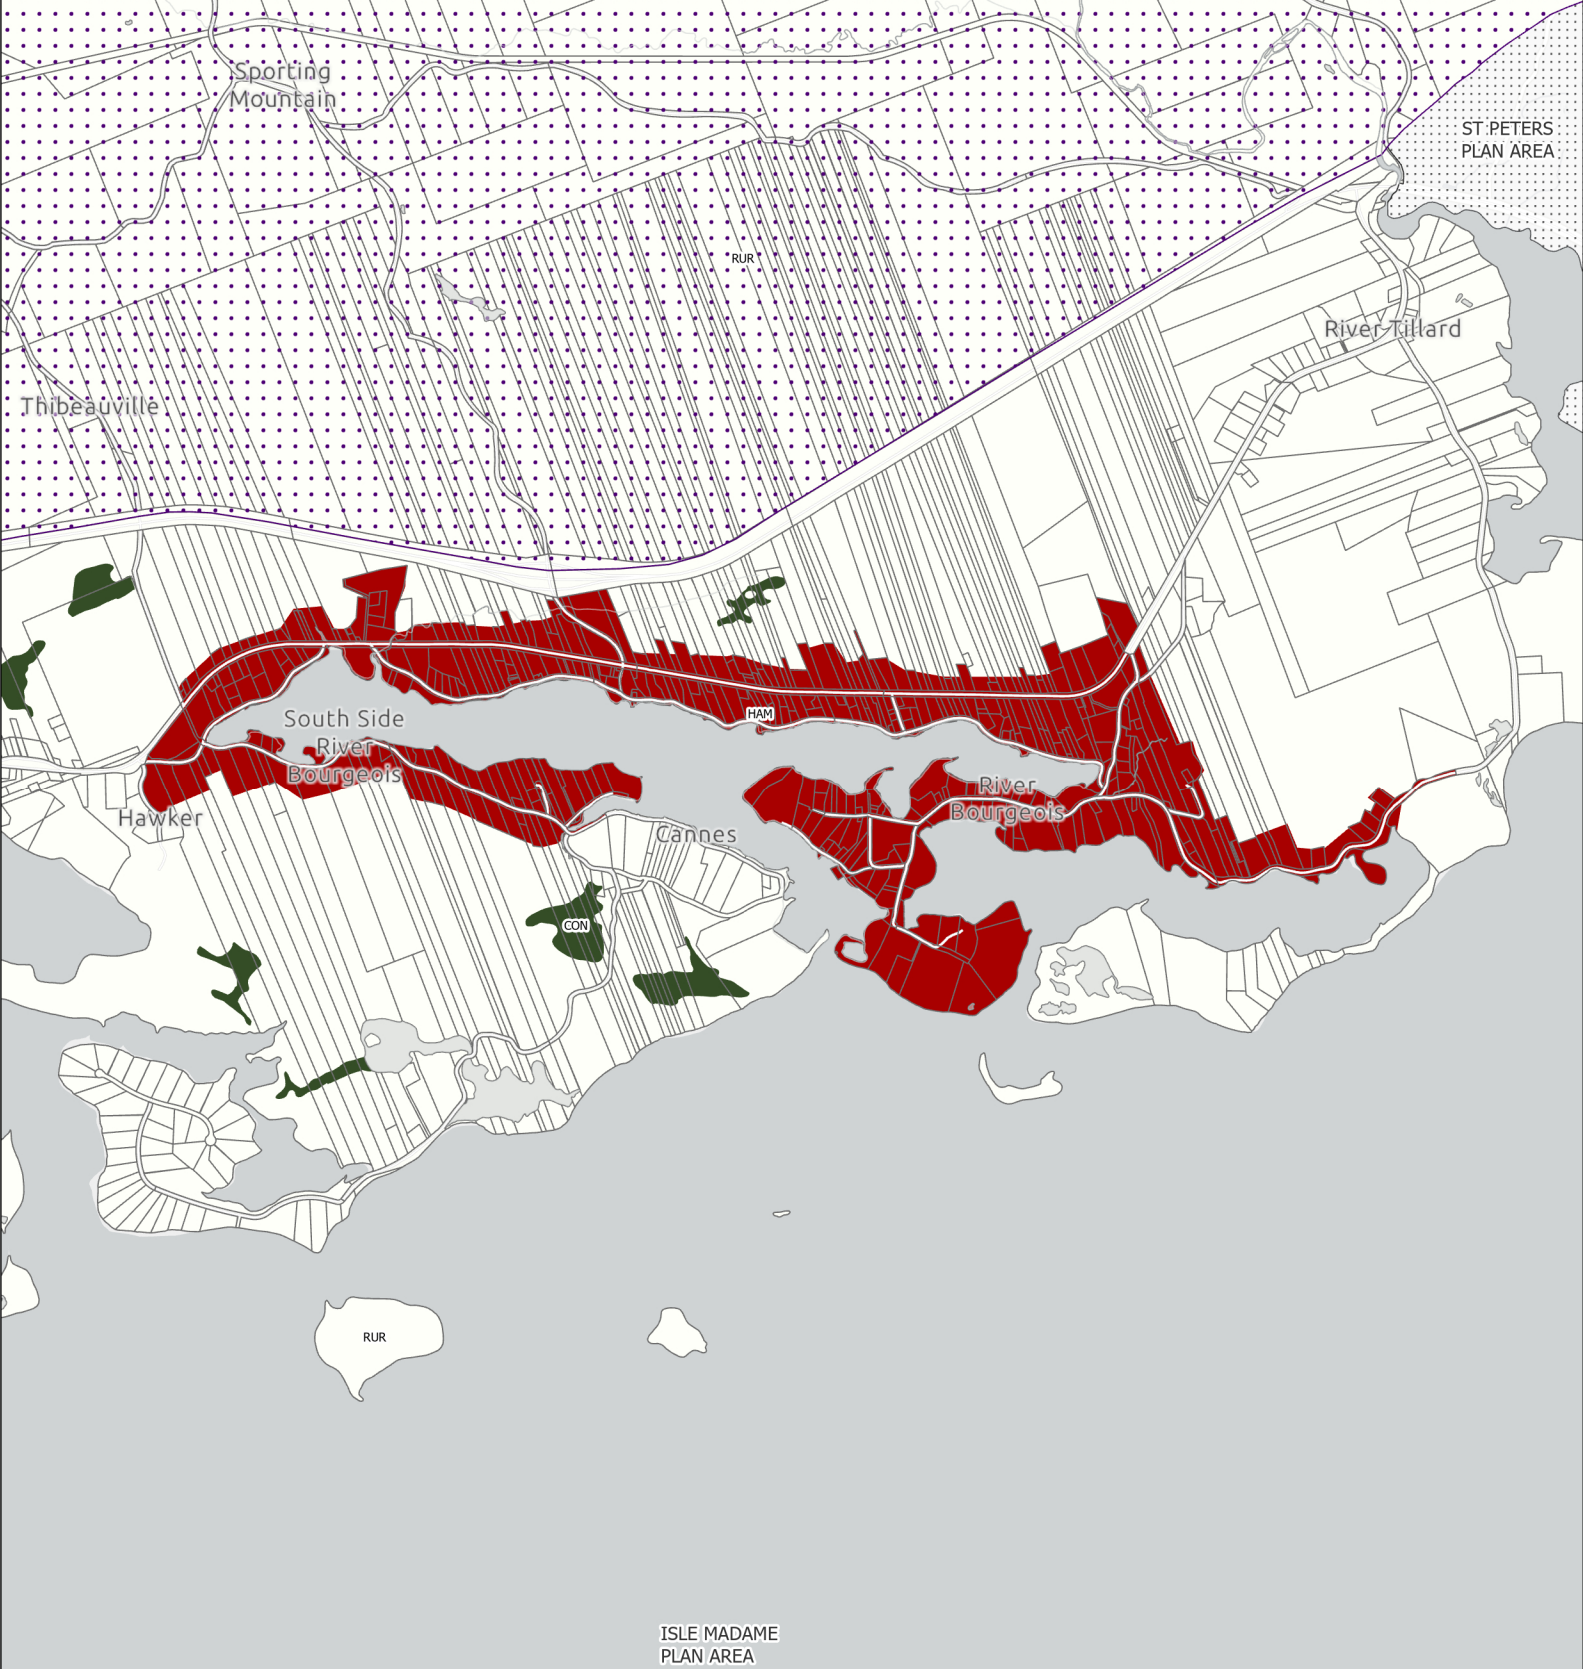 Sporting
Mountain
ST PETERS
PLAN AREA
RUR
River Tillard
Thibeauville
South Side
River
Bourgeois
HAM
River
Bourgeois
Hawker
Cannes
CON
RUR
ISLE MADAME
PLAN AREA